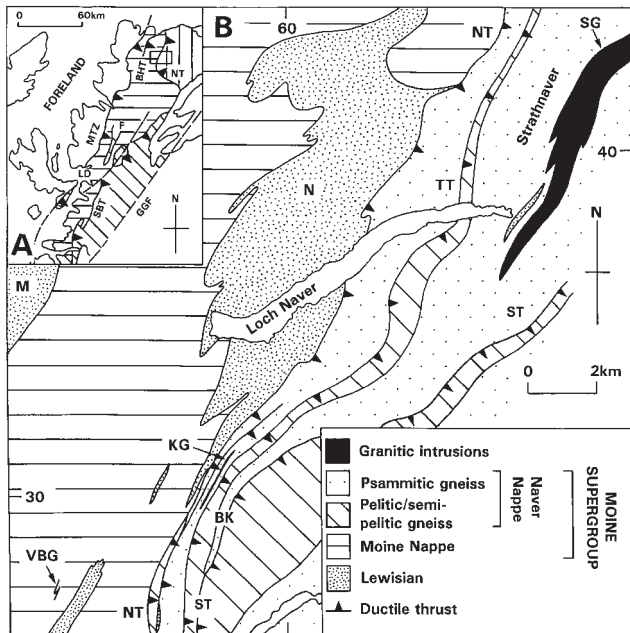 0 60km
A
FORELAND
BHT
NT
MTZ
F
LD
SBT
GGF
N
B
60
NT
SG
Strathnaver
40
N
TT
N
M
Loch Naver
ST
0 2km
KG
30
BK
VBG
NT
ST
Granitic intrusions
Psammitic gneiss
Pelitic/semi-
pelitic gneiss
Naver
Nappe
Moine Nappe
MOINE
SUPERGROUP
Lewisian
Ductile thrust